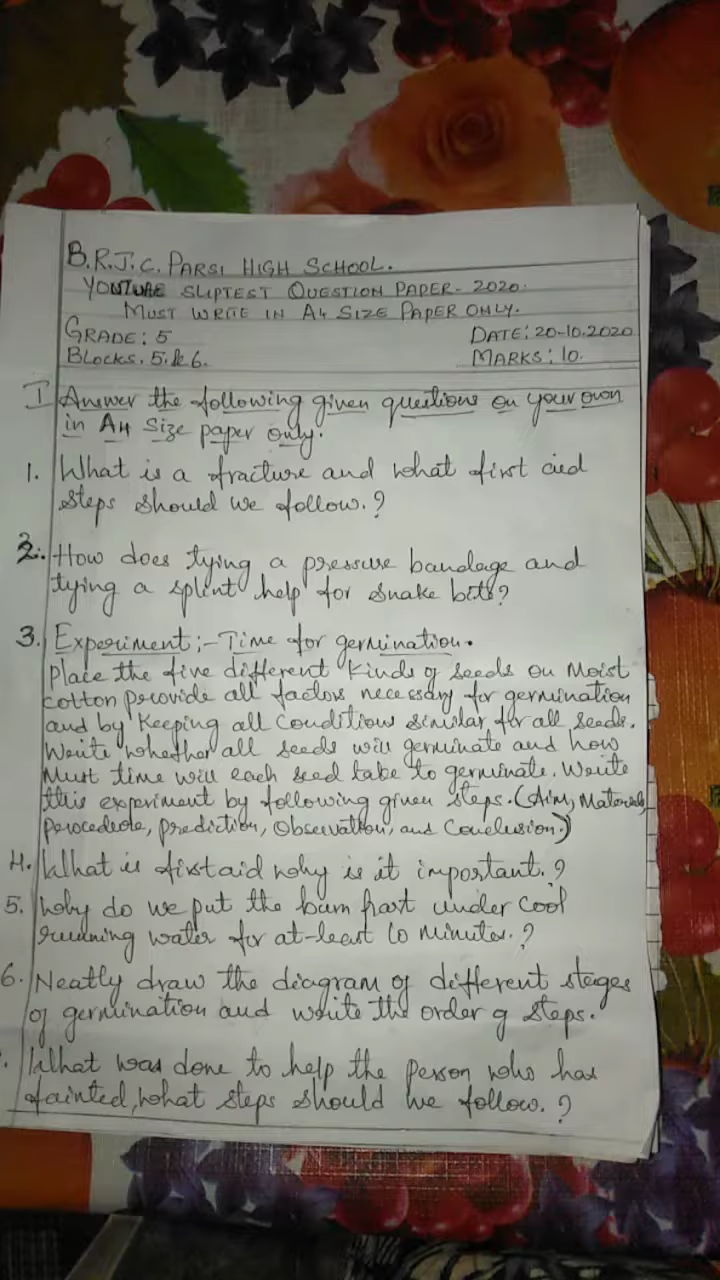 B.R.J.C. PARSI HIGH SCHOOL.
YOUTUBE SLIPTEST QUESTION PAPER- 2020.
MUST WRITE IN A4 SIZE PAPER ONLY.
GRADE: 5 DATE: 20-10.2020
BLOCKS. 5.&6. MARKS: 10.
I Answer the following given questions on your own
in A4 Size paper only.
1. What is a fracture and what first aid
steps should we follow.?
2. How does tying a pressure bandage and
tying a splint help for snake bite?
3. Experiment:- Time for germination.
Place the five different kinds of seeds on Moist
cotton provide all factors necessary for germination
and by keeping all conditions similar for all seeds.
Write whether all seeds will germinate and how
Must time will each seed take to germinate. Write
this experiment by following given steps. (Aim, Materials,
procedure, prediction, Observation, and Conclusion.)
4. What is firstaid why is it important.?
5. Why do we put the burn part under cool
running water for at-least 10 minutes.?
6. Neatly draw the diagram of different stages
of germination and write the order of steps.
What was done to help the person who has
fainted, what steps should we follow.?